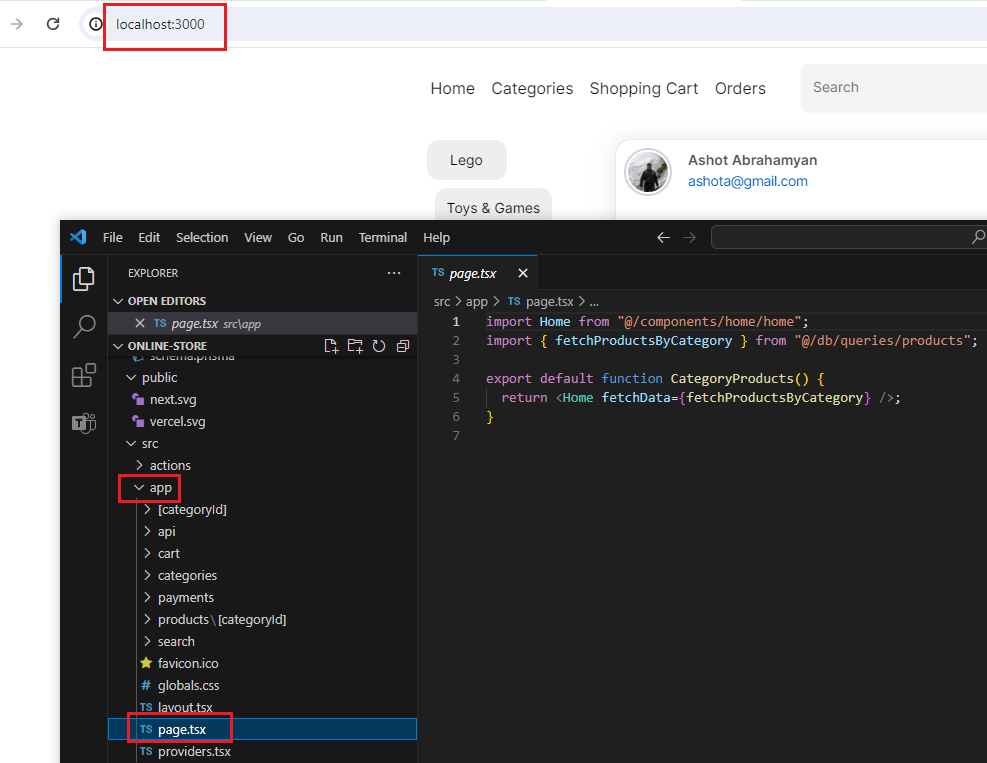 localhost:3000
Home Categories Shopping Cart Orders Search
Lego
Ashot Abrahamyan
ashota@gmail.com
Toys & Games
File Edit Selection View Go Run Terminal Help
EXPLORER ...
TS page.tsx
OPEN EDITORS
TS page.tsx src\app
ONLINE-STORE
schema.prisma
public
next.svg
vercel.svg
src
actions
app
[categoryId]
api
cart
categories
payments
products\[categoryId]
search
favicon.ico
# globals.css
TS layout.tsx
TS page.tsx
TS providers.tsx
src > app > TS page.tsx > ...
1 import Home from "@/components/home/home";
2 import { fetchProductsByCategory } from "@/db/queries/products";
3
4 export default function CategoryProducts() {
5 return <Home fetchData={fetchProductsByCategory} />;
6 }
7